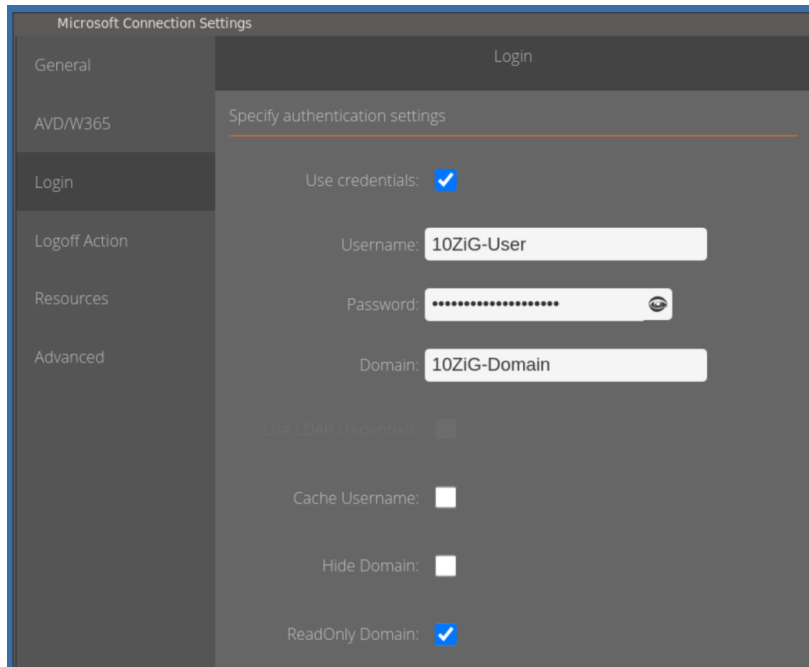 Microsoft Connection Settings
General
AVD/W365
Login
Logoff Action
Resources
Advanced
Login
Specify authentication settings
Use credentials:
Username: 10ZiG-User
Password: ••••••••••••••••••••
Domain: 10ZiG-Domain
Use LDAP credentials:
Cache Username:
Hide Domain:
ReadOnly Domain: